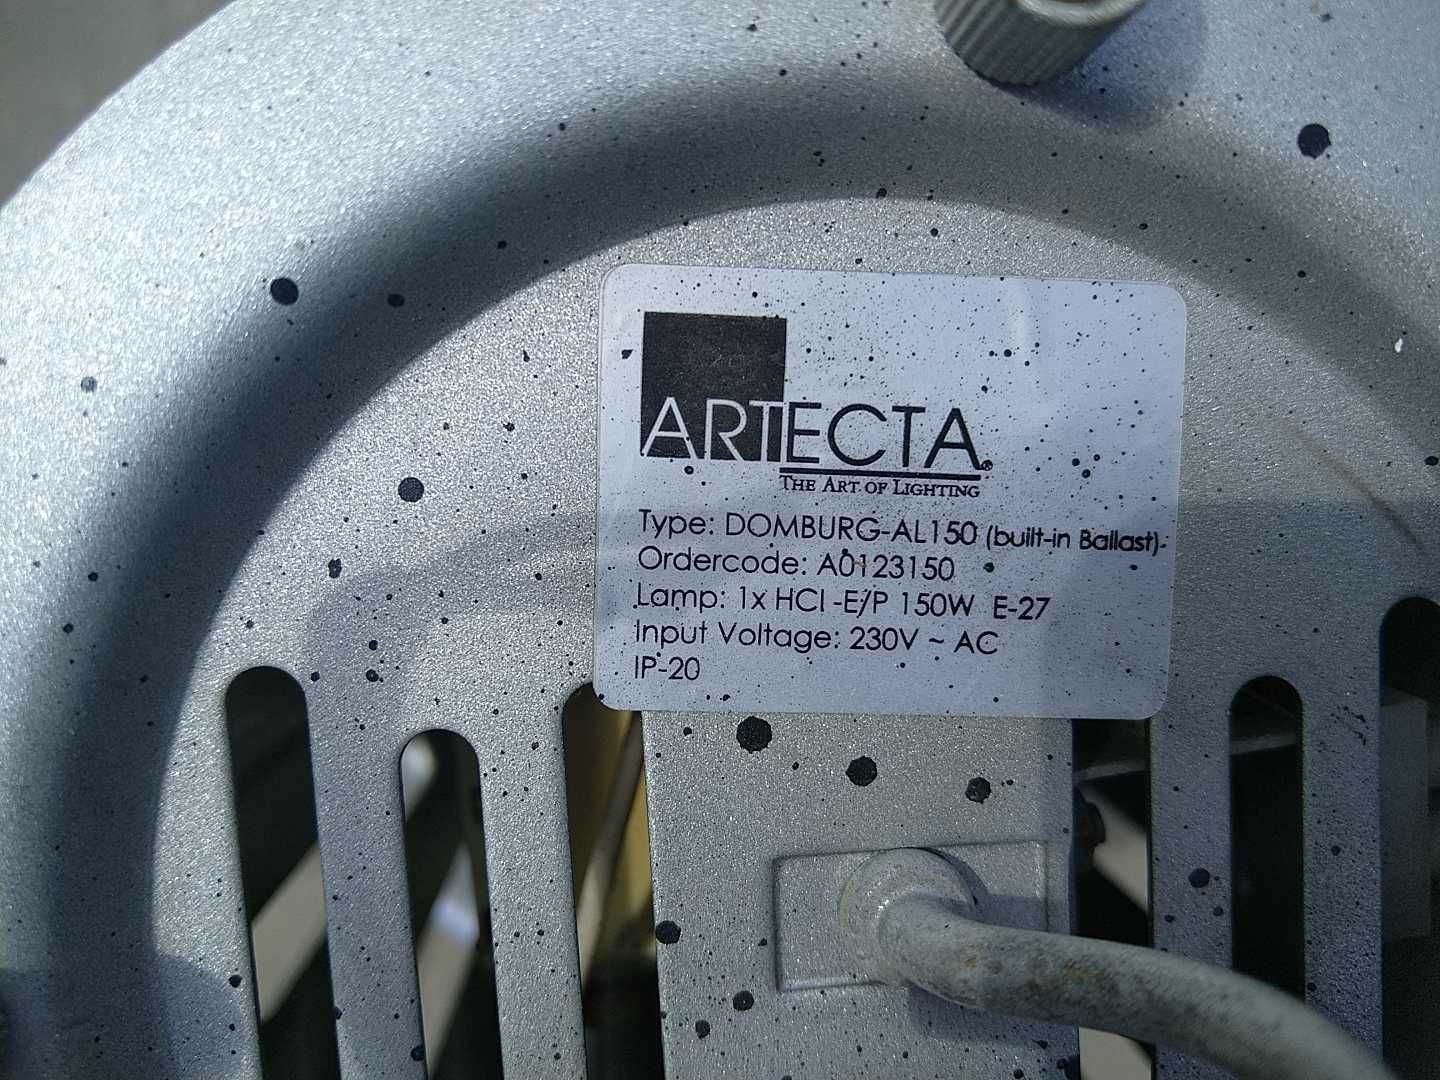 ARTECTA
THE ART OF LIGHTING
Type: DOMBURG-AL150 (built-in Ballast)
Ordercode: A0123150
Lamp: 1x HCI -E/P 150W E-27
Input Voltage: 230V ~ AC
IP-20